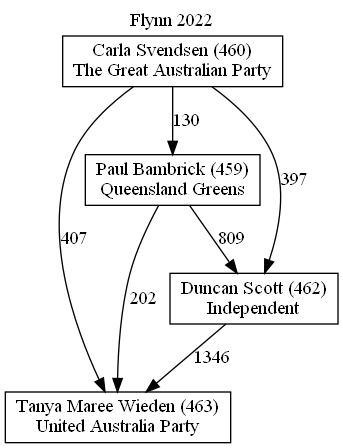 Flynn 2022
Carla Svendsen (460)
The Great Australian Party
130
Paul Bambrick (459)
Queensland Greens
397
407
202
809
Duncan Scott (462)
Independent
1346
Tanya Maree Wieden (463)
United Australia Party